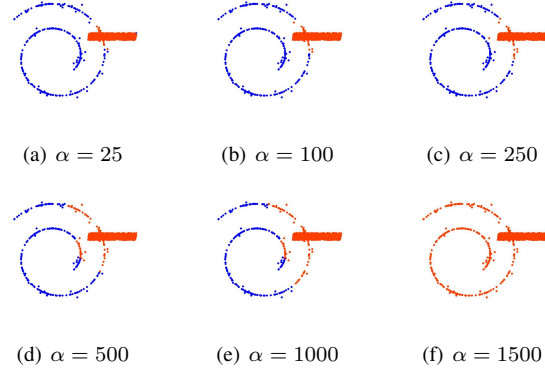 (a) α = 25 (b) α = 100 (c) α = 250
(d) α = 500 (e) α = 1000 (f) α = 1500